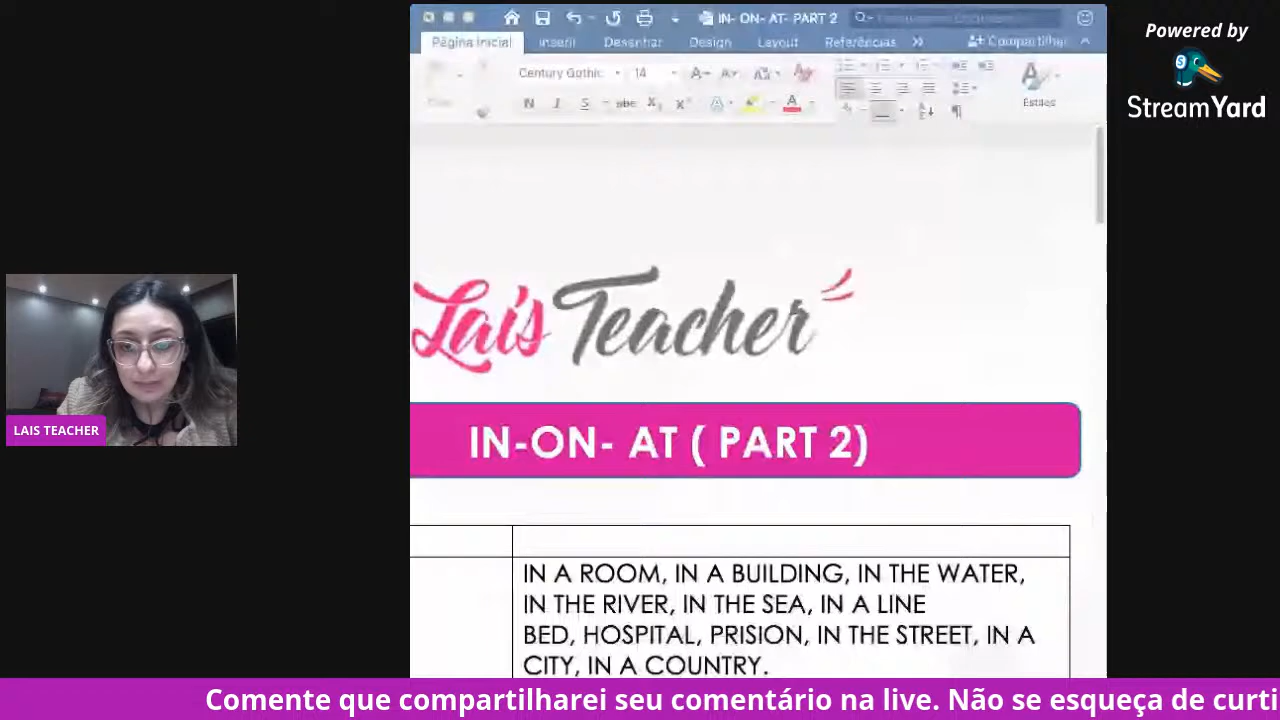 IN- ON- AT- PART 2
Página Inicial Inserir Desenhar Design Layout Referências » Compartilhar
Century Gothic 14
N I S abc X X A A
Estilos
Powered by
StreamYard
Laís Teacher
LAIS TEACHER
IN-ON- AT ( PART 2)
IN A ROOM, IN A BUILDING, IN THE WATER,
IN THE RIVER, IN THE SEA, IN A LINE
BED, HOSPITAL, PRISION, IN THE STREET, IN A
CITY, IN A COUNTRY.
Comente que compartilharei seu comentário na live. Não se esqueça de curti